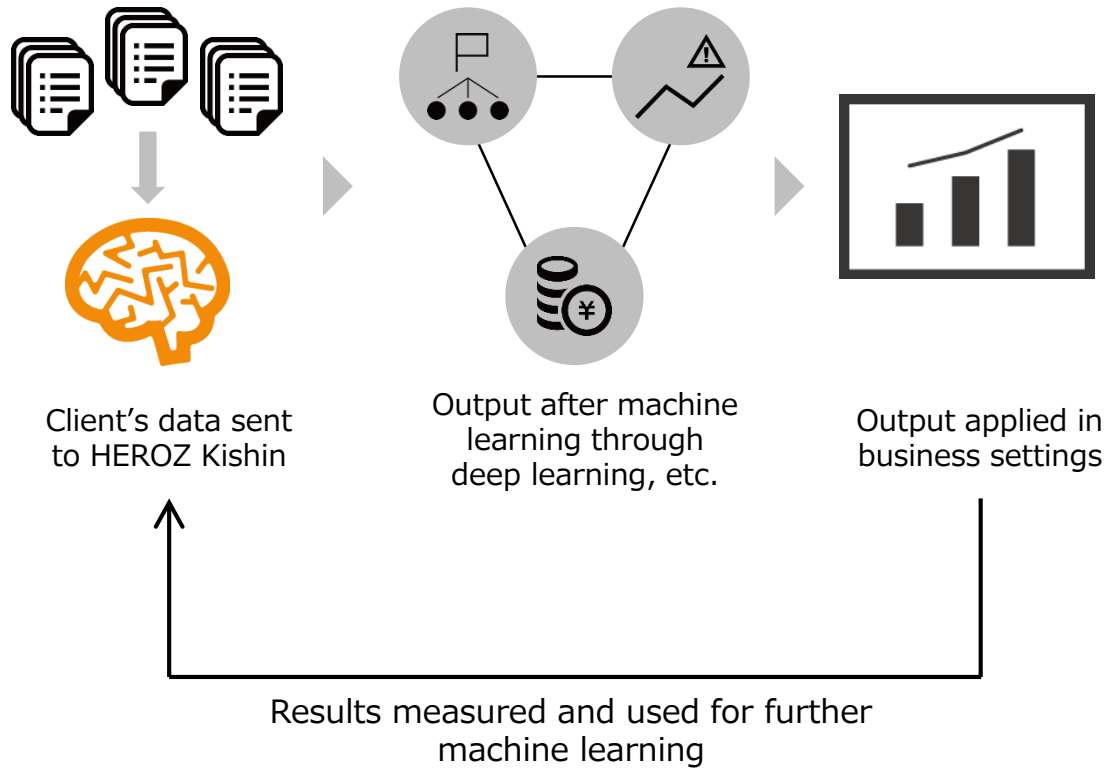 ¥
Client’s data sent
to HEROZ Kishin
Output after machine
learning through
deep learning, etc.
Output applied in
business settings
Results measured and used for further
machine learning